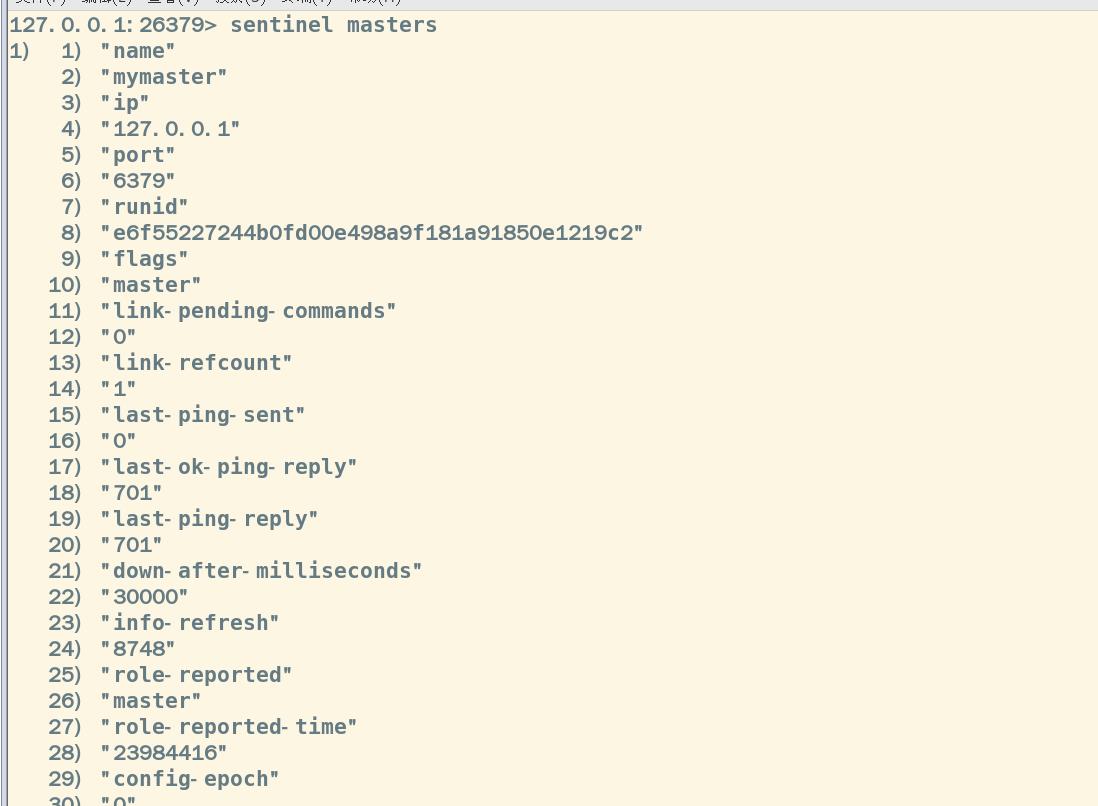 127.0.0.1:26379> sentinel masters
1) 1) "name"
2) "mymaster"
3) "ip"
4) "127.0.0.1"
5) "port"
6) "6379"
7) "runid"
8) "e6f55227244b0fd00e498a9f181a91850e1219c2"
9) "flags"
10) "master"
11) "link-pending-commands"
12) "0"
13) "link-refcount"
14) "1"
15) "last-ping-sent"
16) "0"
17) "last-ok-ping-reply"
18) "701"
19) "last-ping-reply"
20) "701"
21) "down-after-milliseconds"
22) "30000"
23) "info-refresh"
24) "8748"
25) "role-reported"
26) "master"
27) "role-reported-time"
28) "23984416"
29) "config-epoch"
30) "0"